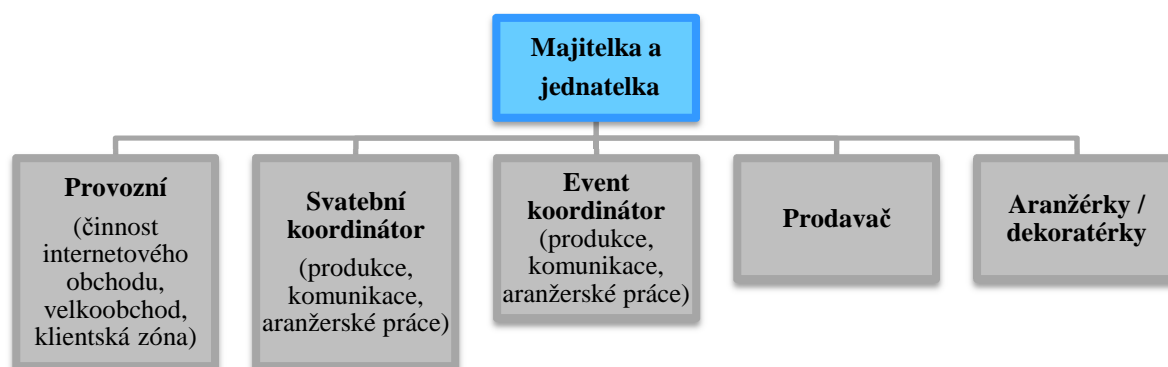 Majitelka a
jednatelka
Provozní
(činnost
internetového
obchodu,
velkoobchod,
klientská zóna)
Svatební
koordinátor
(produkce,
komunikace,
aranžerské práce)
Event
koordinátor
(produkce,
komunikace,
aranžerské práce)
Prodavač
Aranžérky /
dekoratérky